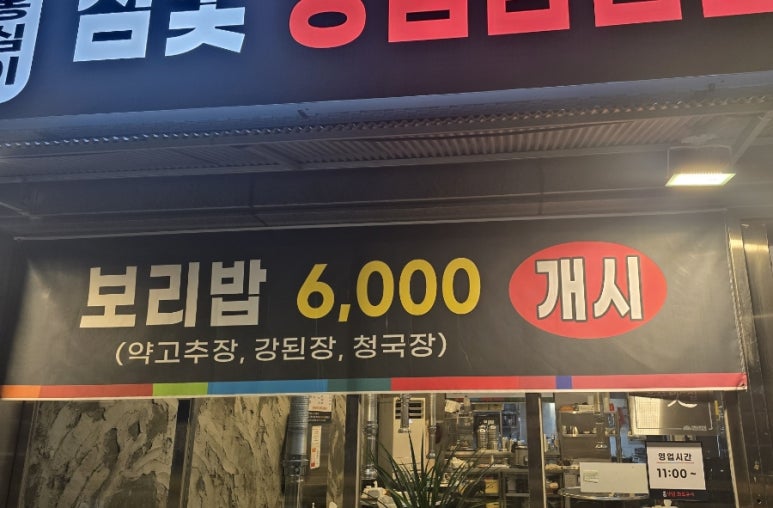 참숯
보리밥 6,000 개시
(약고추장, 강된장, 청국장)
영업시간
11:00 ~